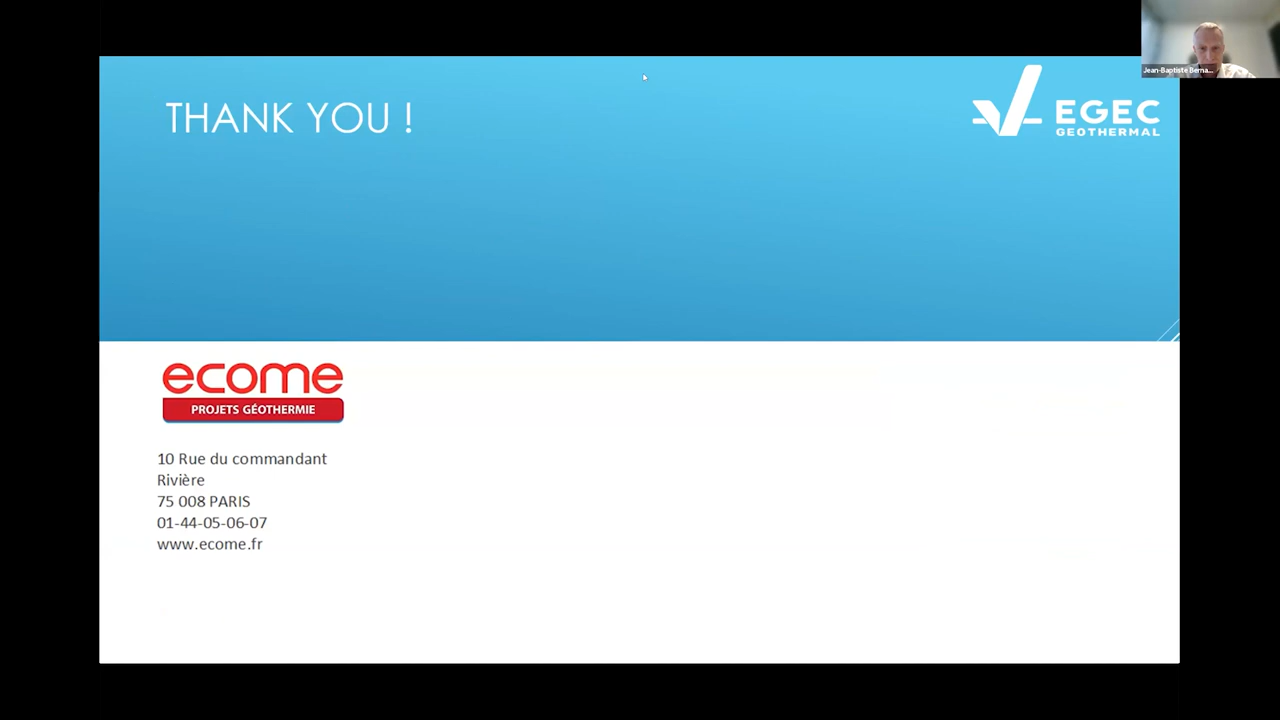 Jean-Baptiste Berna...
THANK YOU !
EGEC
GEOTHERMAL
ecome
PROJETS GÉOTHERMIE
10 Rue du commandant
Rivière
75 008 PARIS
01-44-05-06-07
www.ecome.fr